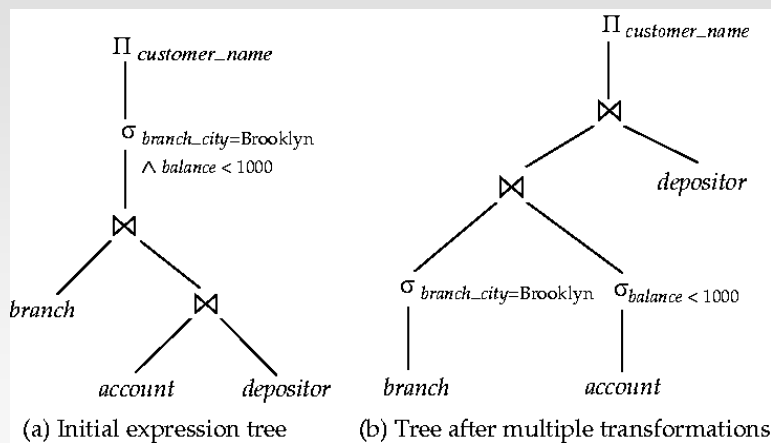 Π customer_name
σ branch_city=Brooklyn
∧ balance < 1000
⋈
branch
⋈
account depositor
(a) Initial expression tree
Π customer_name
⋈
depositor
⋈
σ branch_city=Brooklyn σ balance < 1000
branch account
(b) Tree after multiple transformations